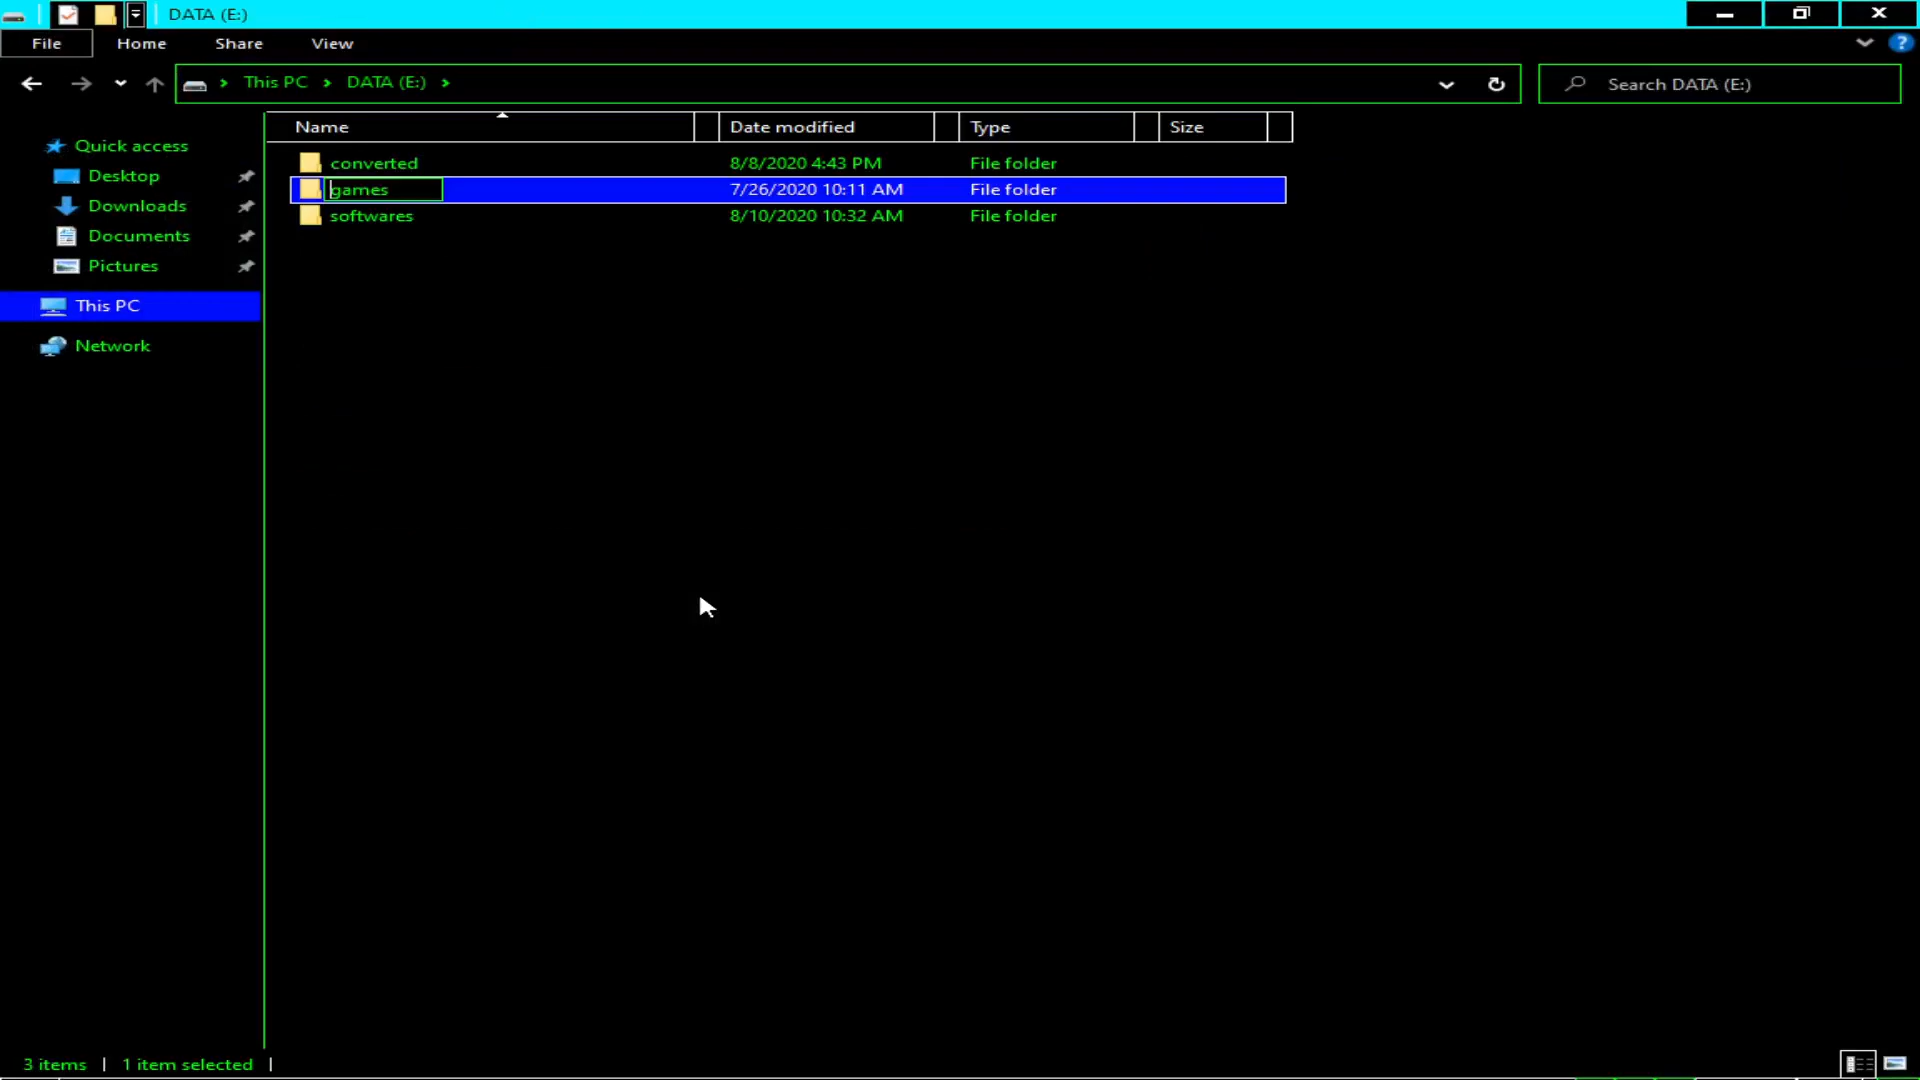 DATA (E:)
File Home Share View
This PC > DATA (E:) >
Search DATA (E:)
Name Date modified Type Size
Quick access
Desktop
Downloads
Documents
Pictures
This PC
Network
converted 8/8/2020 4:43 PM File folder
games 7/26/2020 10:11 AM File folder
softwares 8/10/2020 10:32 AM File folder
3 items | 1 item selected |